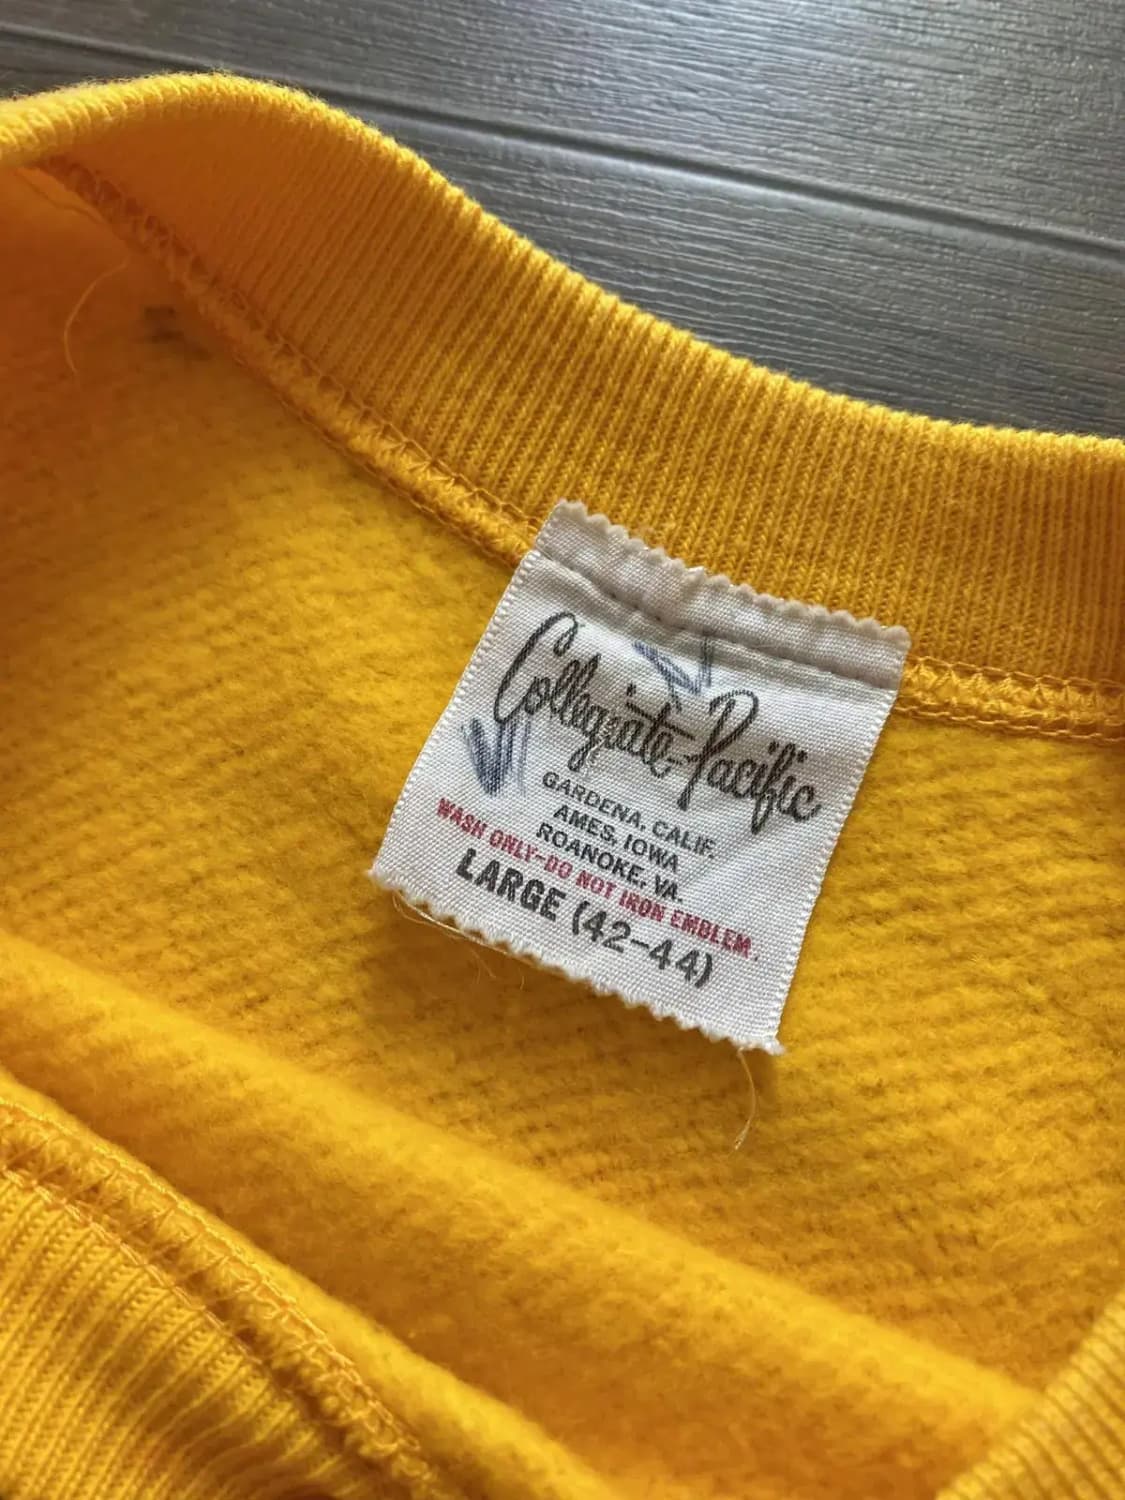 Collegiate-Pacific
GARDENA, CALIF.
AMES, IOWA
ROANOKE, VA.
WASH ONLY-DO NOT IRON EMBLEM.
LARGE (42-44)